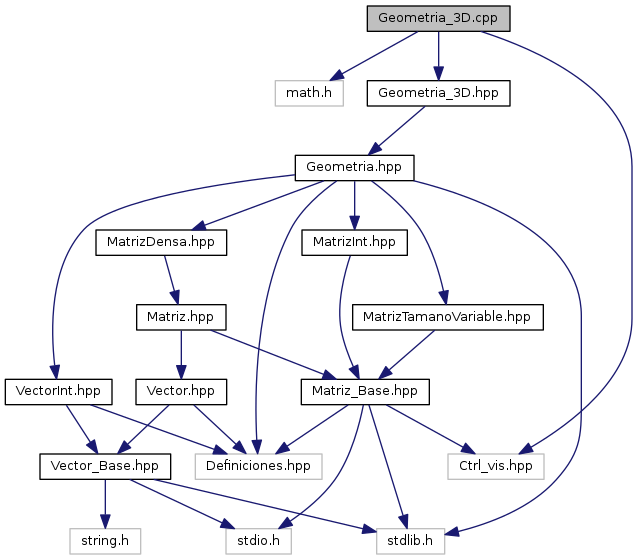 Geometria_3D.cpp
math.h
Geometria_3D.hpp
Geometria.hpp
MatrizDensa.hpp
MatrizInt.hpp
Matriz.hpp
MatrizTamanoVariable.hpp
VectorInt.hpp
Vector.hpp
Matriz_Base.hpp
Vector_Base.hpp
Definiciones.hpp
Ctrl_vis.hpp
string.h
stdio.h
stdlib.h